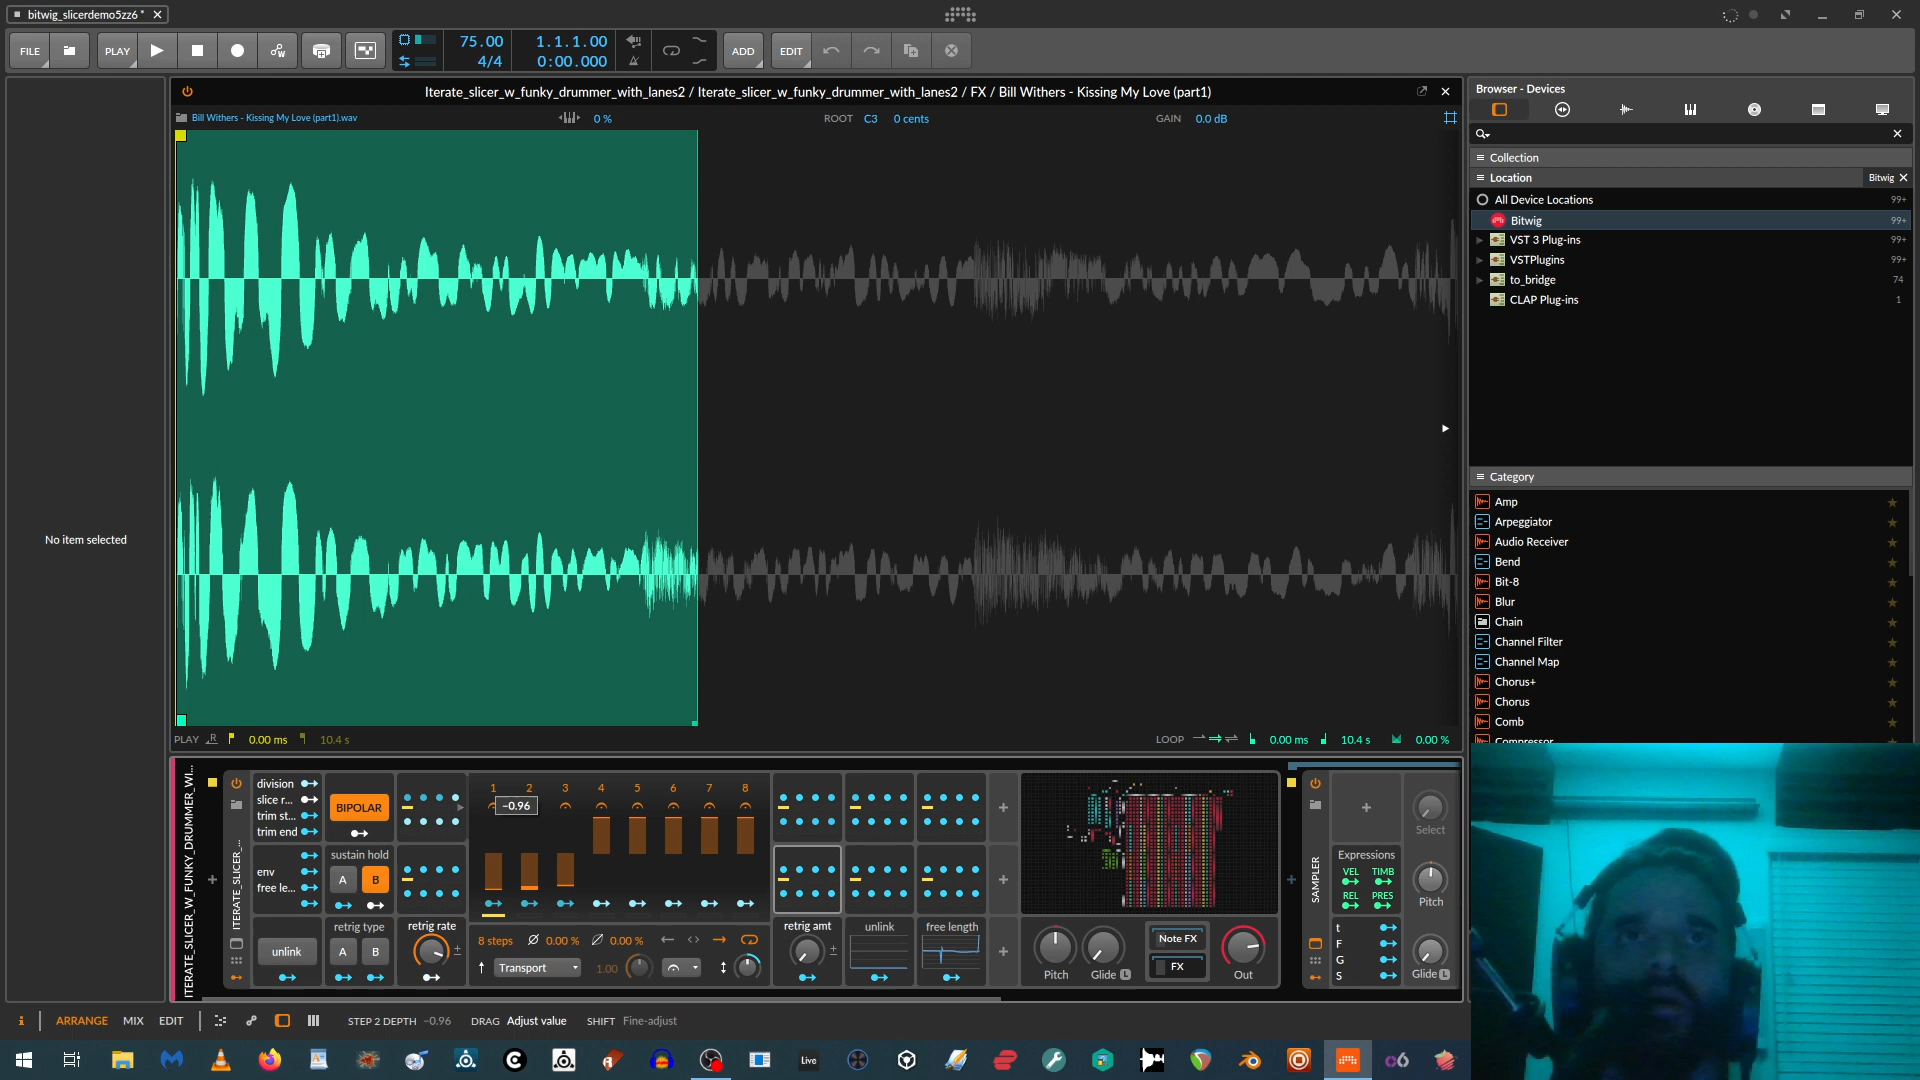 bitwig_slicerdemo5zz6 *
FILE
PLAY
75.00
4/4
1.1.1.00
0:00.000
ADD
EDIT
Iterate_slicer_w_funky_drummer_with_lanes2 / Iterate_slicer_w_funky_drummer_with_lanes2 / FX / Bill Withers - Kissing My Love (part1)
Bill Withers - Kissing My Love (part1).wav
0 %
ROOT C3 0 cents
GAIN 0.0 dB
No item selected
PLAY R 0.00 ms 10.4 s
LOOP 0.00 ms 10.4 s 0.00 %
Browser - Devices
Collection
Location Bitwig
All Device Locations 99+
Bitwig 99+
VST 3 Plug-ins 99+
VSTPlugins 99+
to_bridge 74
CLAP Plug-ins 1
Category
Amp
Arpeggiator
Audio Receiver
Bend
Bit-8
Blur
Chain
Channel Filter
Channel Map
Chorus+
Chorus
Comb
Compressor
ITERATE_SLICER_W_FUNKY_DRUMMER_WI...
ITERATE_SLICER_...
division
slice r...
trim st...
trim end
env
free le...
unlink
BIPOLAR
sustain hold
A B
retrig type
A B
retrig rate
1 2 3 4 5 6 7 8
-0.96
8 steps 0.00 % 0.00 %
Transport 1.00
retrig amt
unlink
free length
Pitch
Glide L
Note FX
FX
Out
SAMPLER
Expressions
VEL TIMB
REL PRES
t
F
G
S
Select
Pitch
Glide L
i ARRANGE MIX EDIT
STEP 2 DEPTH -0.96 DRAG Adjust value SHIFT Fine-adjust
Live